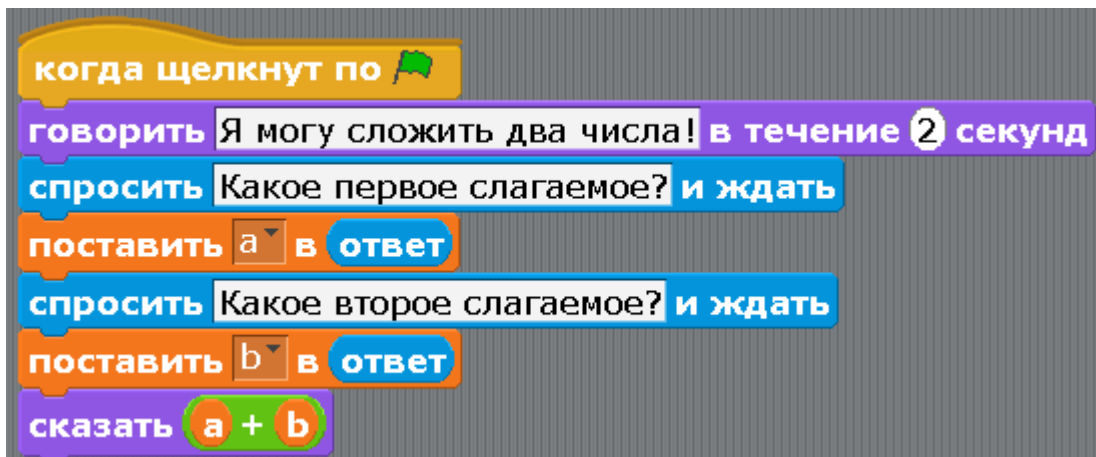 когда щелкнут по
говорить Я могу сложить два числа! в течение 2 секунд
спросить Какое первое слагаемое? и ждать
поставить a в ответ
спросить Какое второе слагаемое? и ждать
поставить b в ответ
сказать a + b